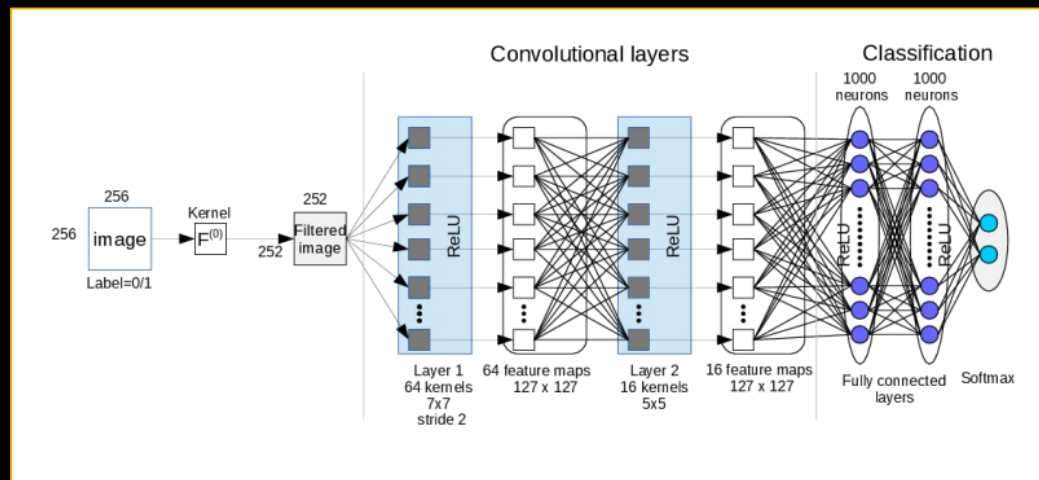 Convolutional layers
Classification
1000
neurons
1000
neurons
256
256
image
Label=0/1
Kernel
F(0)
252
252
Filtered
image
ReLU
Layer 1
64 kernels
7x7
stride 2
64 feature maps
127 x 127
ReLU
Layer 2
16 kernels
5x5
16 feature maps
127 x 127
ReLU
ReLU
Fully connected
layers
Softmax